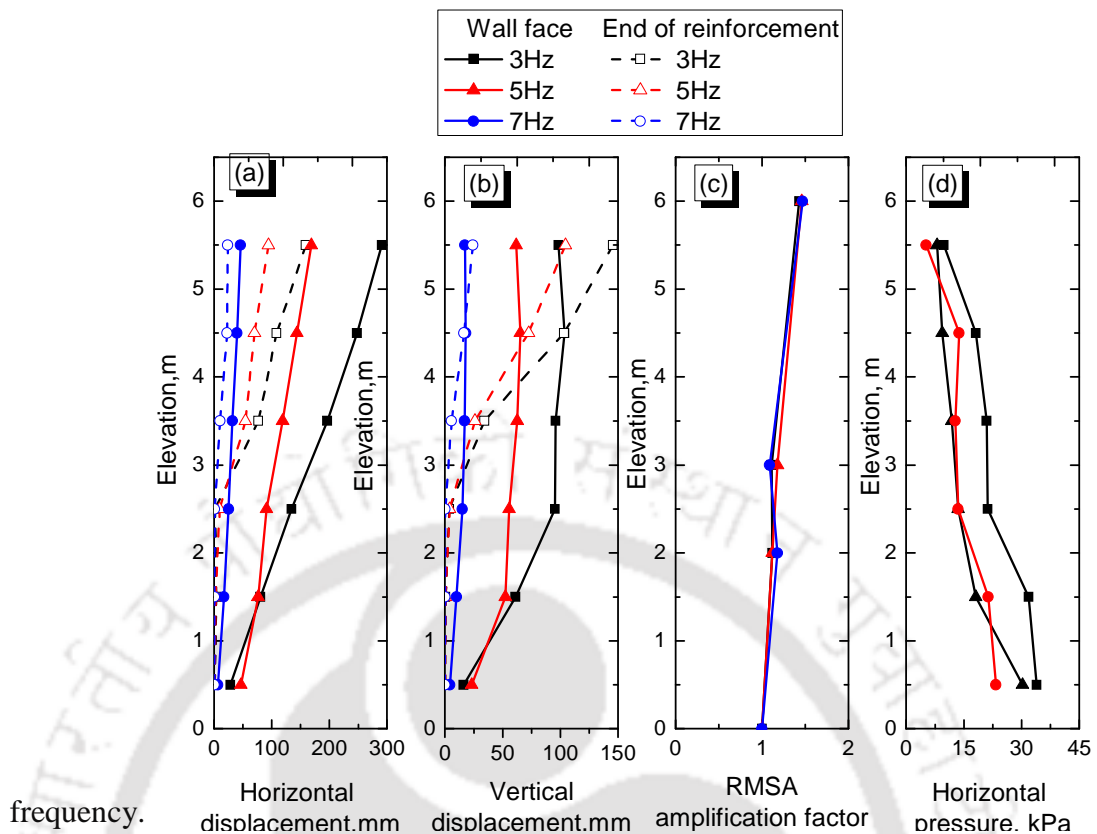 Wall face End of reinforcement
3Hz 3Hz
5Hz 5Hz
7Hz 7Hz
(a) (b) (c) (d)
6 6 6 6
5 5 5 5
4 4 4 4
3 3 3 3
2 2 2 2
1 1 1 1
0 0 0 0
Elevation,m Elevation,m Elevation,m Elevation, m
0 100 200 300 0 50 100 150 0 1 2 0 15 30 45
frequency. Horizontal displacement,mm
Vertical displacement,mm
RMSA amplification factor
Horizontal pressure, kPa